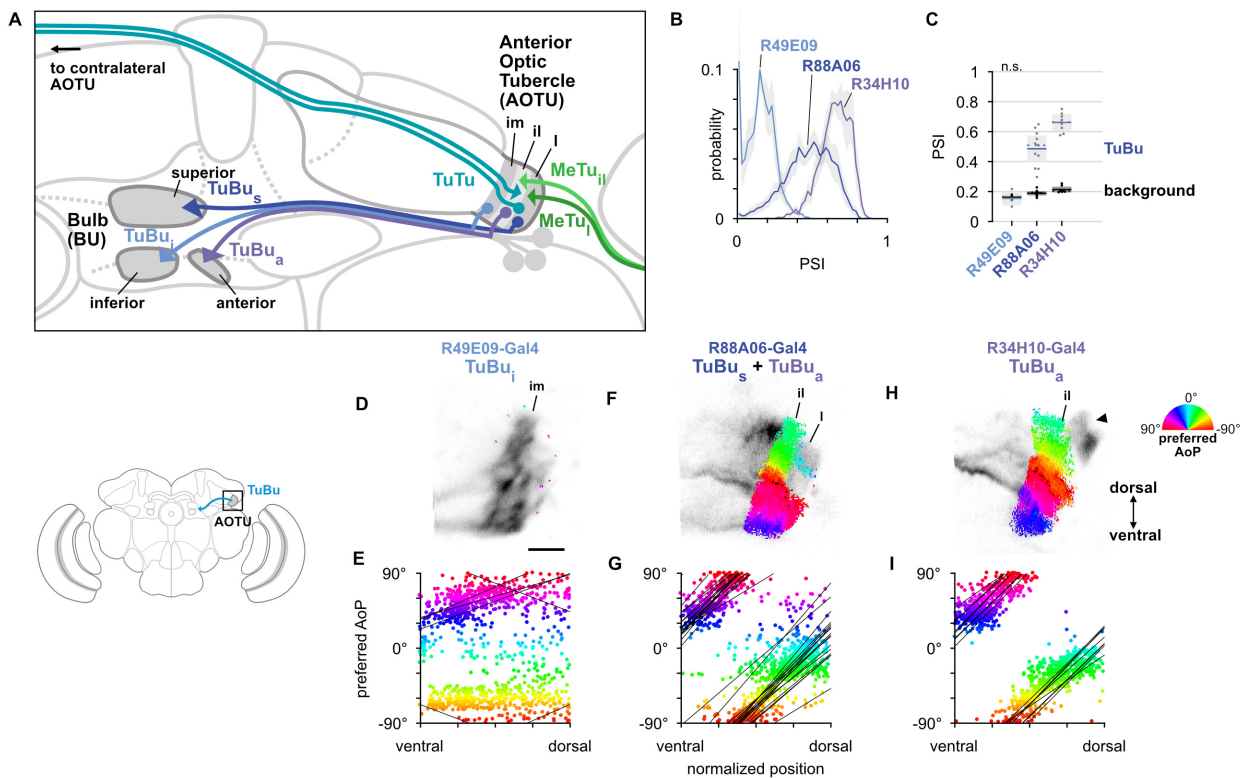 A
to contralateral
AOTU
Anterior
Optic
Tubercle
(AOTU)
im
il
l
superior
TuBu_s
TuTu
MeTu_il
MeTu_l
Bulb
(BU)
TuBu_i
TuBu_a
inferior
anterior
B
R49E09
R88A06
R34H10
0.1
probability
0
0
1
PSI
C
n.s.
1
0.8
0.6
0.4
0.2
0
PSI
TuBu
background
R49E09
R88A06
R34H10
TuBu
AOTU
R49E09-Gal4
TuBu_i
D
im
R88A06-Gal4
TuBu_s + TuBu_a
F
il
l
R34H10-Gal4
TuBu_a
H
il
0°
90°
-90°
preferred
AoP
dorsal
ventral
E
90°
0°
-90°
preferred AoP
ventral
dorsal
G
90°
0°
-90°
ventral
dorsal
normalized position
I
90°
0°
-90°
ventral
dorsal